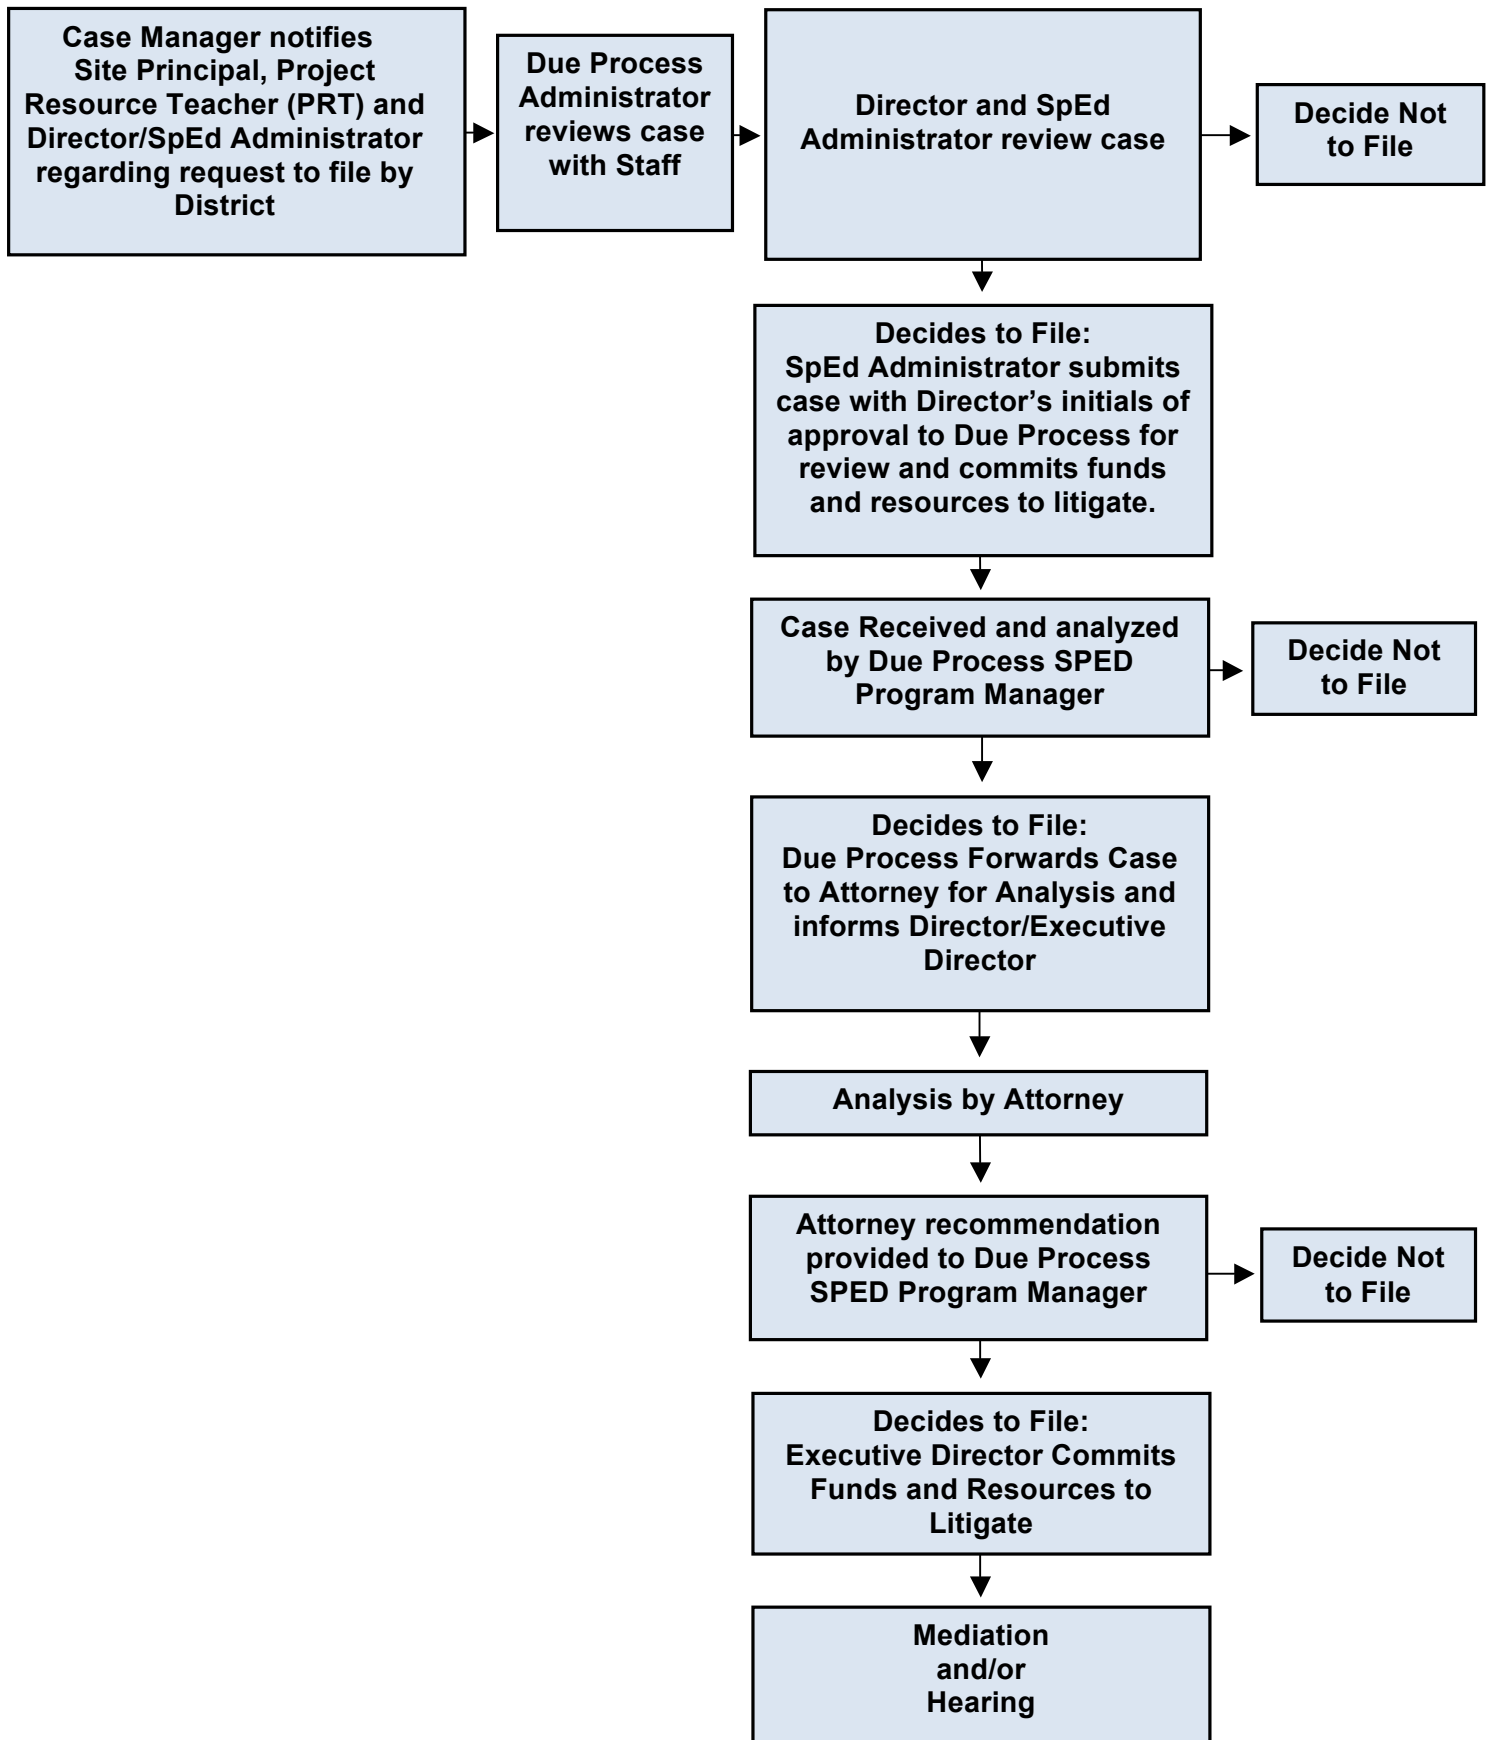 Case Manager notifies
Site Principal, Project
Resource Teacher (PRT) and
Director/SpEd Administrator
regarding request to file by
District
Due Process
Administrator
reviews case
with Staff
Director and SpEd
Administrator review case
Decide Not
to File
Decides to File:
SpEd Administrator submits
case with Director’s initials of
approval to Due Process for
review and commits funds
and resources to litigate.
Case Received and analyzed
by Due Process SPED
Program Manager
Decide Not
to File
Decides to File:
Due Process Forwards Case
to Attorney for Analysis and
informs Director/Executive
Director
Analysis by Attorney
Attorney recommendation
provided to Due Process
SPED Program Manager
Decide Not
to File
Decides to File:
Executive Director Commits
Funds and Resources to
Litigate
Mediation
and/or
Hearing